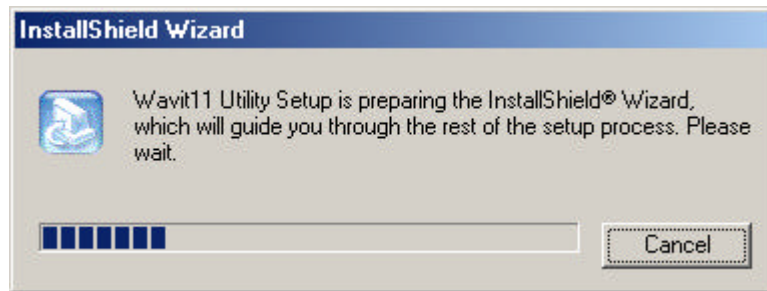 InstallShield Wizard
Wavit11 Utility Setup is preparing the InstallShield® Wizard,
which will guide you through the rest of the setup process. Please
wait.
Cancel